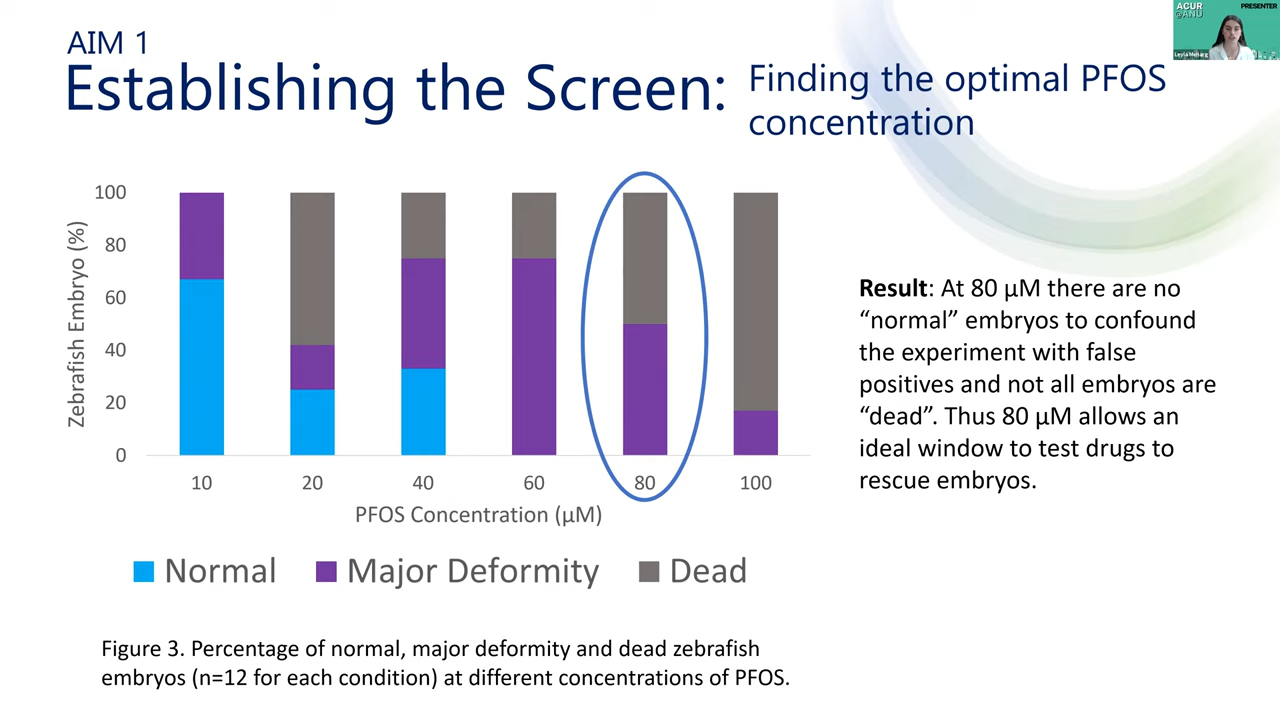 AIM 1
Establishing the Screen:
Finding the optimal PFOS
concentration
ACUR
@ANU
PRESENTER
Zebrafish Embryo (%)
100
80
60
40
20
0
10 20 40 60 80 100
PFOS Concentration (µM)
Normal Major Deformity Dead
Result: At 80 µM there are no
“normal” embryos to confound
the experiment with false
positives and not all embryos are
“dead”. Thus 80 µM allows an
ideal window to test drugs to
rescue embryos.
Figure 3. Percentage of normal, major deformity and dead zebrafish
embryos (n=12 for each condition) at different concentrations of PFOS.